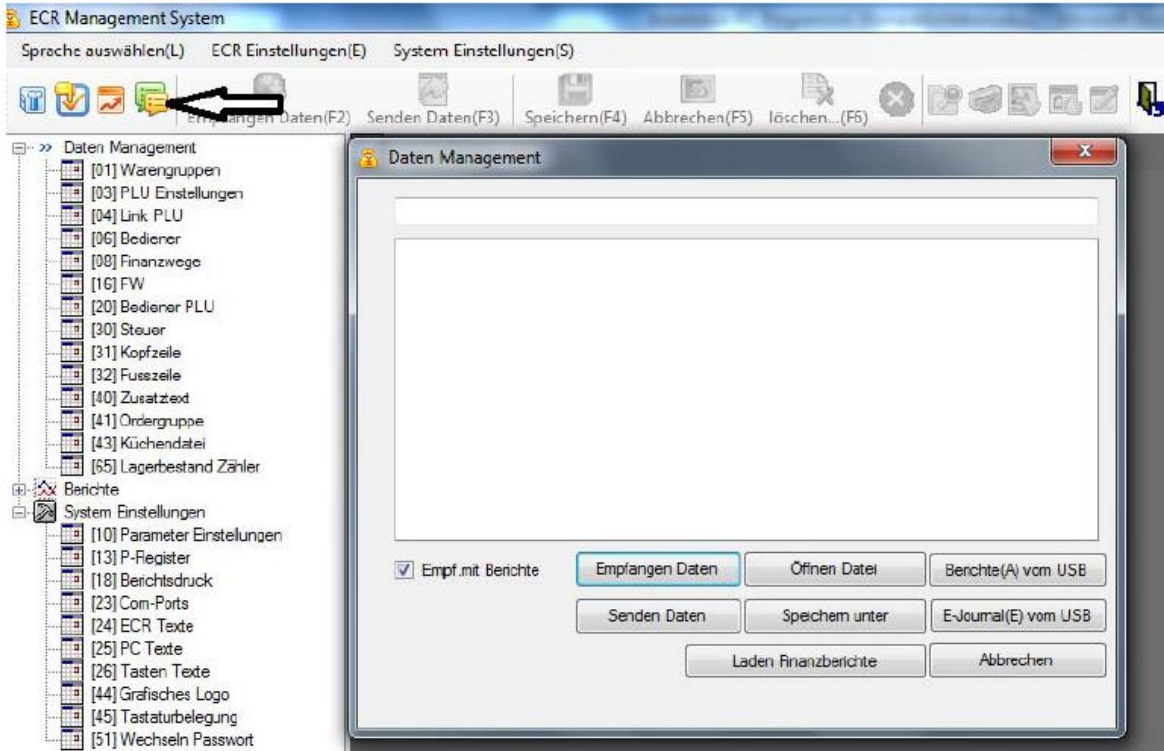 ECR Management System
Sprache auswählen(L) ECR Einstellungen(E) System Einstellungen(S)
Empfangen Daten(F2) Senden Daten(F3) Speichern(F4) Abbrechen(F5) löschen...(F6)
Daten Management
[01] Warengruppen
[03] PLU Einstellungen
[04] Link PLU
[06] Bediener
[08] Finanzwege
[16] FW
[20] Bediener PLU
[30] Steuer
[31] Kopfzeile
[32] Fusszeile
[40] Zusatztext
[41] Ordergruppe
[43] Küchendatei
[65] Lagerbestand Zähler
Berichte
System Einstellungen
[10] Parameter Einstellungen
[13] P-Register
[18] Berichtsdruck
[23] Com-Ports
[24] ECR Texte
[25] PC Texte
[26] Tasten Texte
[44] Grafisches Logo
[45] Tastaturbelegung
[51] Wechseln Passwort
Daten Management
Empf.mit Berichte Empfangen Daten Öffnen Datei Berichte(A) vom USB
Senden Daten Speichern unter E-Journal(E) vom USB
Laden Finanzberichte Abbrechen